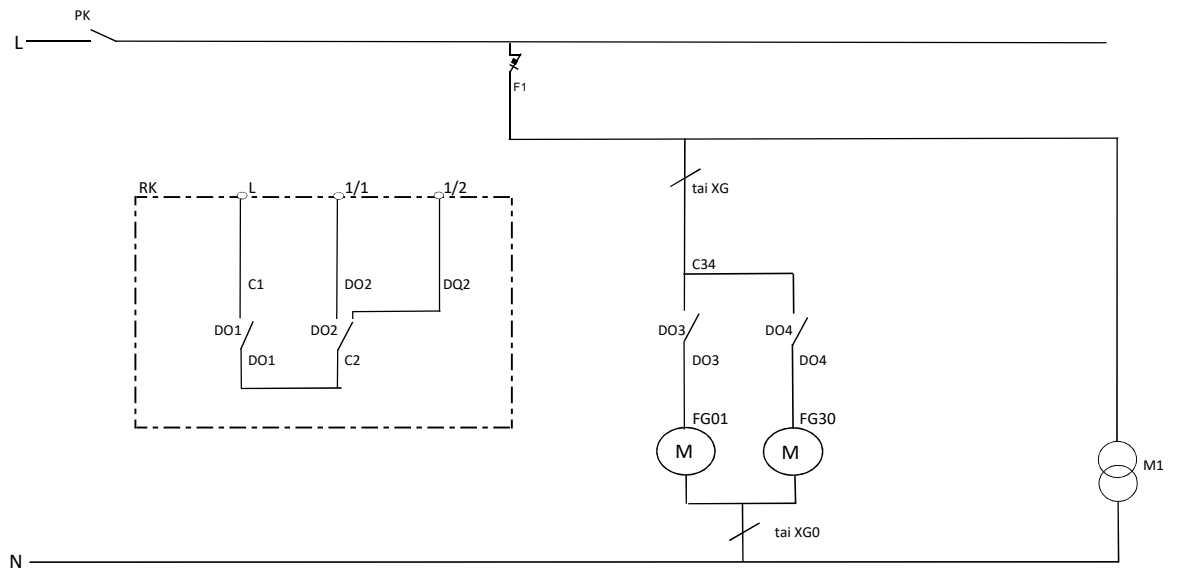 PK
L
F1
RK L 1/1 1/2
tai XG
C34
C1 DO2 DQ2
DO1 DO2 DO3 DO4
DO1 C2 DO3 DO4
FG01 FG30
M M
M1
tai XG0
N